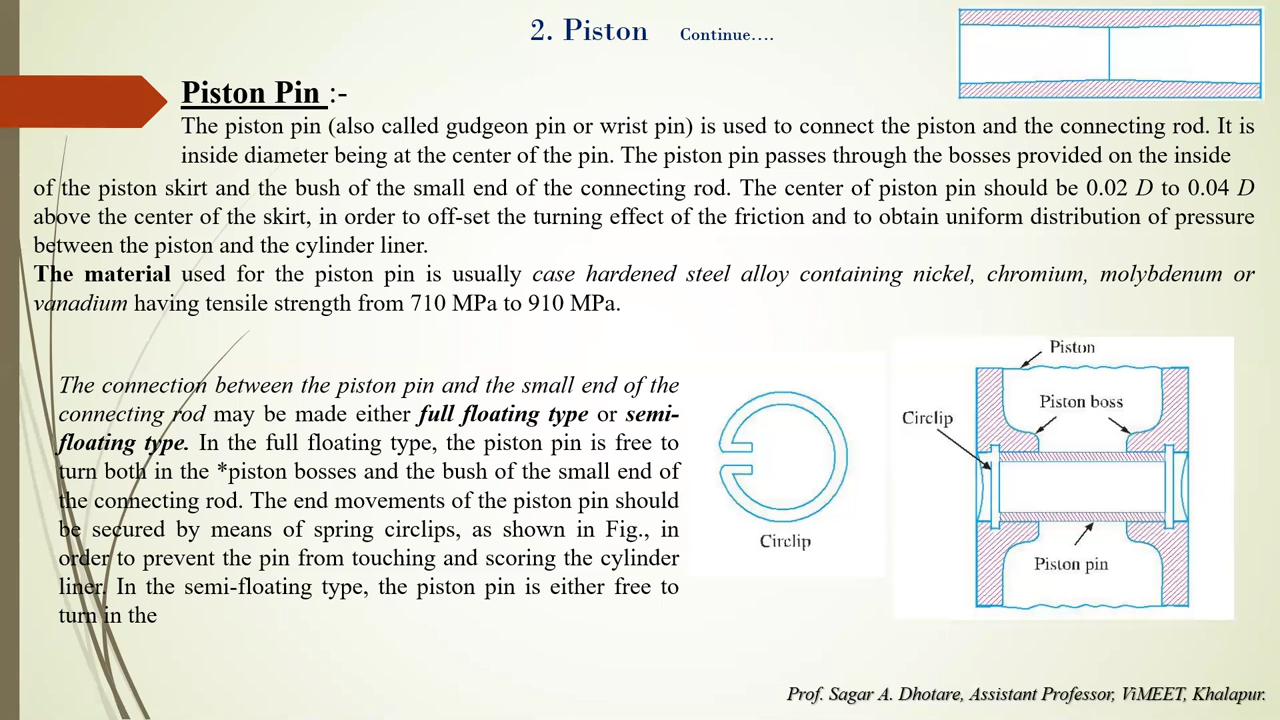 2. Piston Continue….
Piston Pin :-
The piston pin (also called gudgeon pin or wrist pin) is used to connect the piston and the connecting rod. It is
inside diameter being at the center of the pin. The piston pin passes through the bosses provided on the inside
of the piston skirt and the bush of the small end of the connecting rod. The center of piston pin should be 0.02 D to 0.04 D
above the center of the skirt, in order to off-set the turning effect of the friction and to obtain uniform distribution of pressure
between the piston and the cylinder liner.
The material used for the piston pin is usually case hardened steel alloy containing nickel, chromium, molybdenum or
vanadium having tensile strength from 710 MPa to 910 MPa.
The connection between the piston pin and the small end of the
connecting rod may be made either full floating type or semi-
floating type. In the full floating type, the piston pin is free to
turn both in the *piston bosses and the bush of the small end of
the connecting rod. The end movements of the piston pin should
be secured by means of spring circlips, as shown in Fig., in
order to prevent the pin from touching and scoring the cylinder
liner. In the semi-floating type, the piston pin is either free to
turn in the
Circlip
Piston
Piston boss
Circlip
Piston pin
Prof. Sagar A. Dhotare, Assistant Professor, ViMEET, Khalapur.